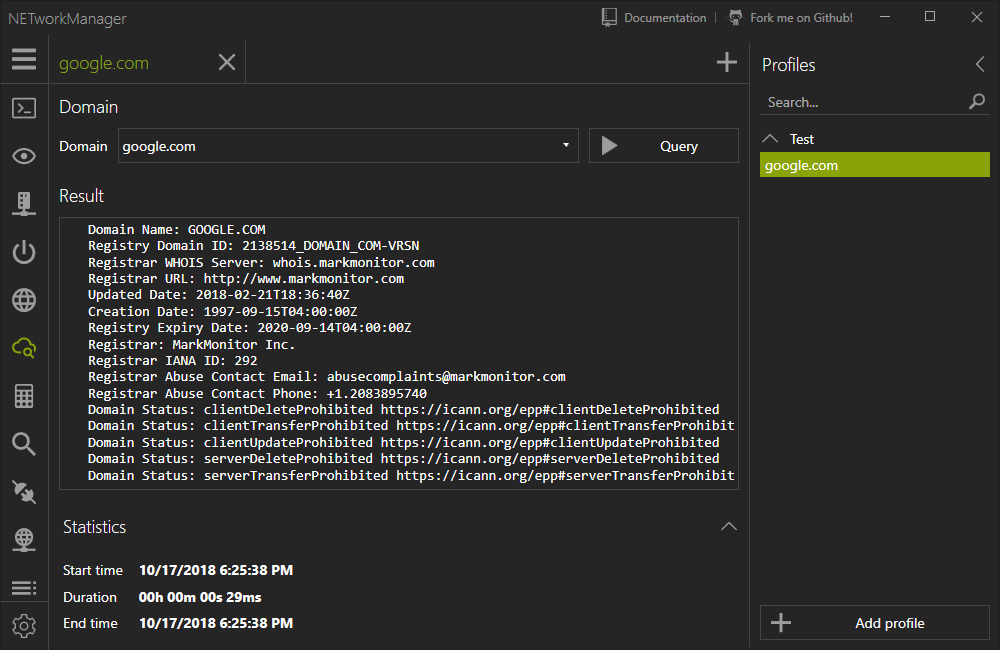 NETworkManager
Documentation | Fork me on Github!
google.com
Profiles
Search...
Test
google.com
Domain
Domain google.com Query
Result
Domain Name: GOOGLE.COM
Registry Domain ID: 2138514_DOMAIN_COM-VRSN
Registrar WHOIS Server: whois.markmonitor.com
Registrar URL: http://www.markmonitor.com
Updated Date: 2018-02-21T18:36:40Z
Creation Date: 1997-09-15T04:00:00Z
Registry Expiry Date: 2020-09-14T04:00:00Z
Registrar: MarkMonitor Inc.
Registrar IANA ID: 292
Registrar Abuse Contact Email: abusecomplaints@markmonitor.com
Registrar Abuse Contact Phone: +1.2083895740
Domain Status: clientDeleteProhibited https://icann.org/epp#clientDeleteProhibited
Domain Status: clientTransferProhibited https://icann.org/epp#clientTransferProhibit
Domain Status: clientUpdateProhibited https://icann.org/epp#clientUpdateProhibited
Domain Status: serverDeleteProhibited https://icann.org/epp#serverDeleteProhibited
Domain Status: serverTransferProhibited https://icann.org/epp#serverTransferProhibit
Statistics
Start time 10/17/2018 6:25:38 PM
Duration 00h 00m 00s 29ms
End time 10/17/2018 6:25:38 PM
Add profile